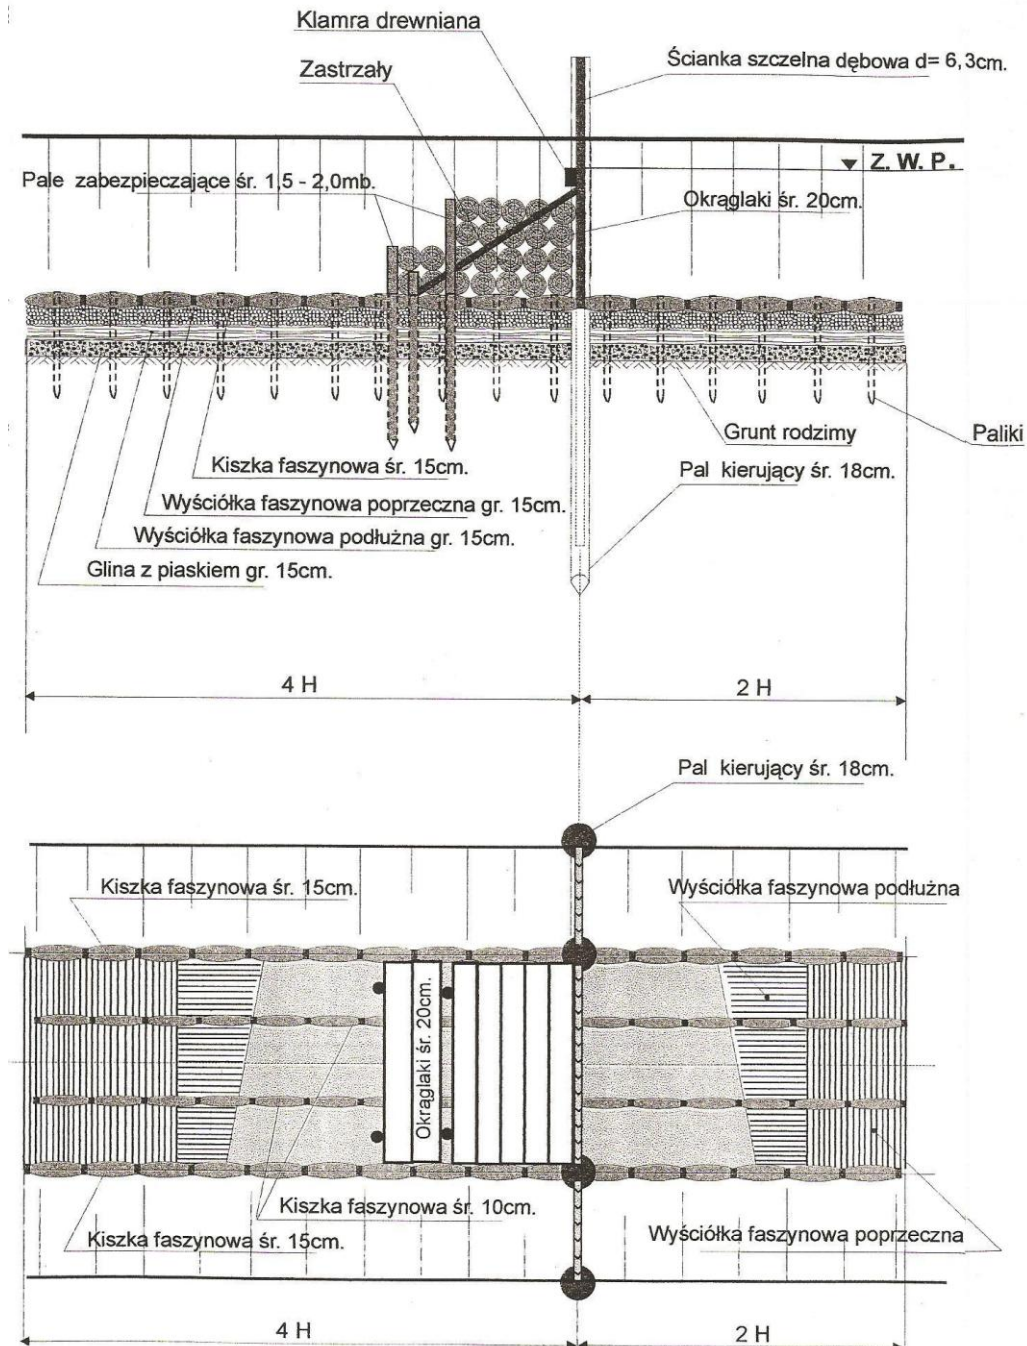 Klamra drewniana
Ścianka szczelna dębowa d= 6,3cm.
Zastrzały
Z. W. P.
Pale zabezpieczające śr. 1,5 - 2,0mb.
Okrąglaki śr. 20cm.
Grunt rodzimy
Paliki
Kiszka faszynowa śr. 15cm.
Pal kierujący śr. 18cm.
Wyściółka faszynowa poprzeczna gr. 15cm.
Wyściółka faszynowa podłużna gr. 15cm.
Glina z piaskiem gr. 15cm.
4 H
2 H
Pal kierujący śr. 18cm.
Kiszka faszynowa śr. 15cm.
Wyściółka faszynowa podłużna
Okrąglaki śr. 20cm.
Kiszka faszynowa śr. 10cm.
Kiszka faszynowa śr. 15cm.
Wyściółka faszynowa poprzeczna
4 H
2 H